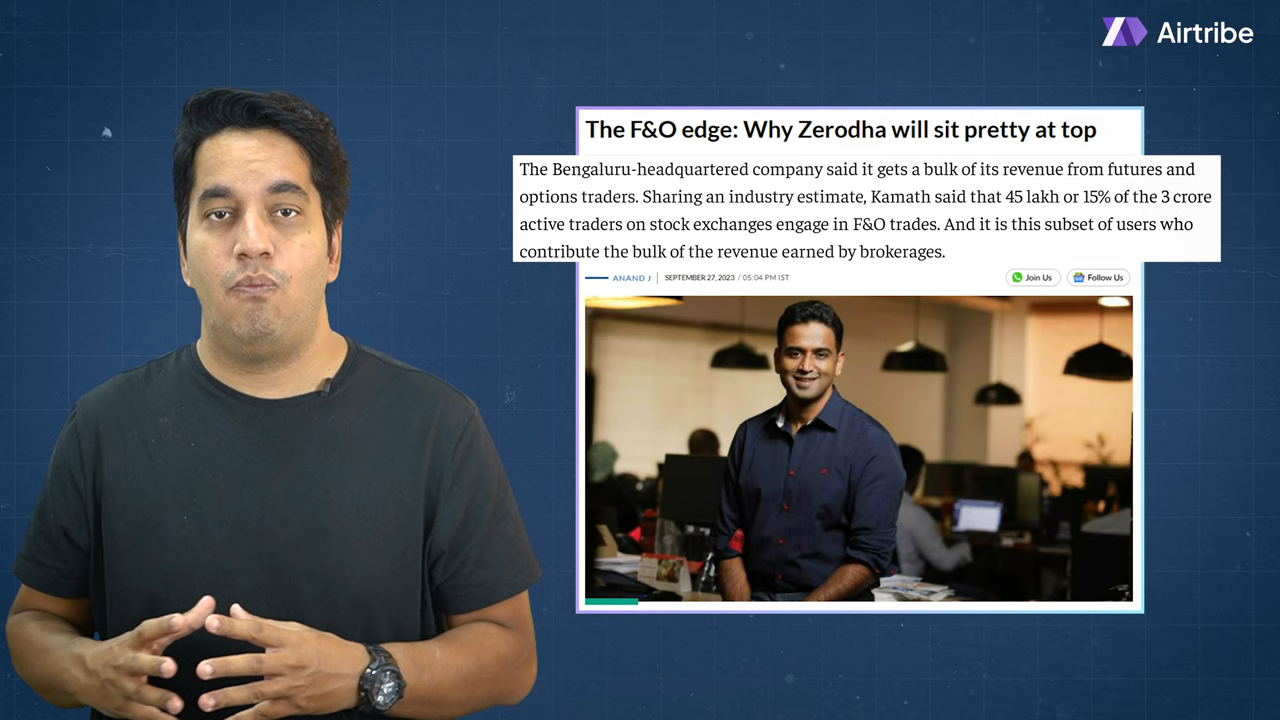 Airtribe
The F&O edge: Why Zerodha will sit pretty at top
The Bengaluru-headquartered company said it gets a bulk of its revenue from futures and
options traders. Sharing an industry estimate, Kamath said that 45 lakh or 15% of the 3 crore
active traders on stock exchanges engage in F&O trades. And it is this subset of users who
contribute the bulk of the revenue earned by brokerages.
ANAND J | SEPTEMBER 27, 2023 / 05:04 PM IST
Join Us
Follow Us